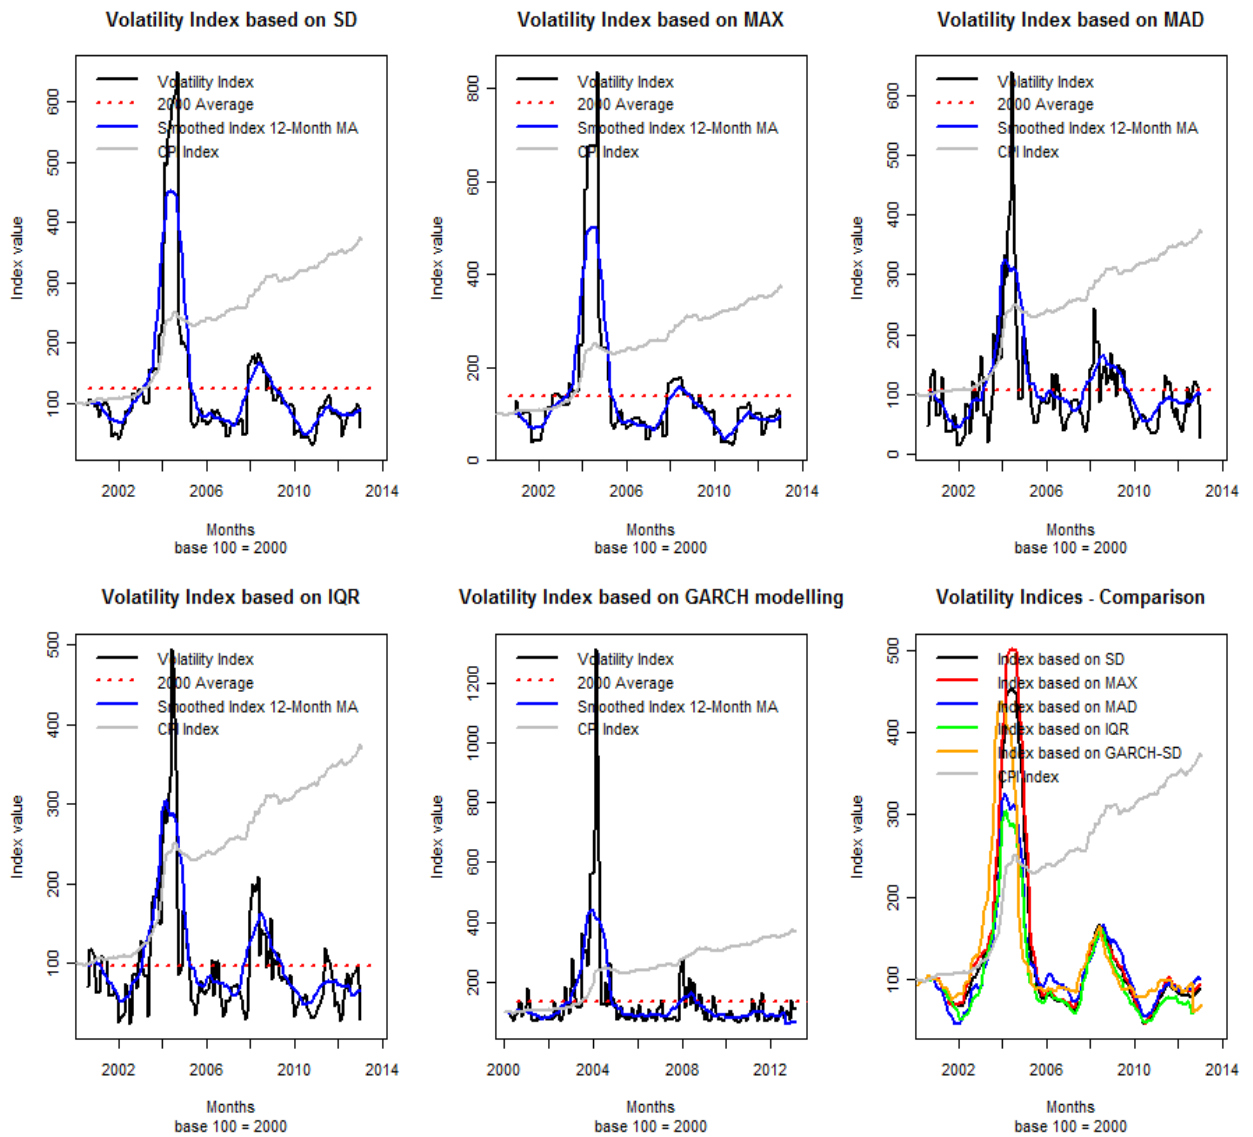 Volatility Index based on SD
Index value
600
500
400
300
200
100
Volatility Index
2000 Average
Smoothed Index 12-Month MA
CPI Index
2002
2006
2010
2014
Months
base 100 = 2000
Volatility Index based on MAX
Index value
800
600
400
200
0
Volatility Index
2000 Average
Smoothed Index 12-Month MA
CPI Index
2002
2006
2010
2014
Months
base 100 = 2000
Volatility Index based on MAD
Index value
600
500
400
300
200
100
0
Volatility Index
2000 Average
Smoothed Index 12-Month MA
CPI Index
2002
2006
2010
2014
Months
base 100 = 2000
Volatility Index based on IQR
Index value
500
400
300
200
100
Volatility Index
2000 Average
Smoothed Index 12-Month MA
CPI Index
2002
2006
2010
2014
Months
base 100 = 2000
Volatility Index based on GARCH modelling
Index value
1200
1000
800
600
400
200
Volatility Index
2000 Average
Smoothed Index 12-Month MA
CPI Index
2000
2004
2008
2012
Months
base 100 = 2000
Volatility Indices - Comparison
Index value
500
400
300
200
100
Index based on SD
Index based on MAX
Index based on MAD
Index based on IQR
Index based on GARCH-SD
CPI Index
2002
2006
2010
2014
Months
base 100 = 2000